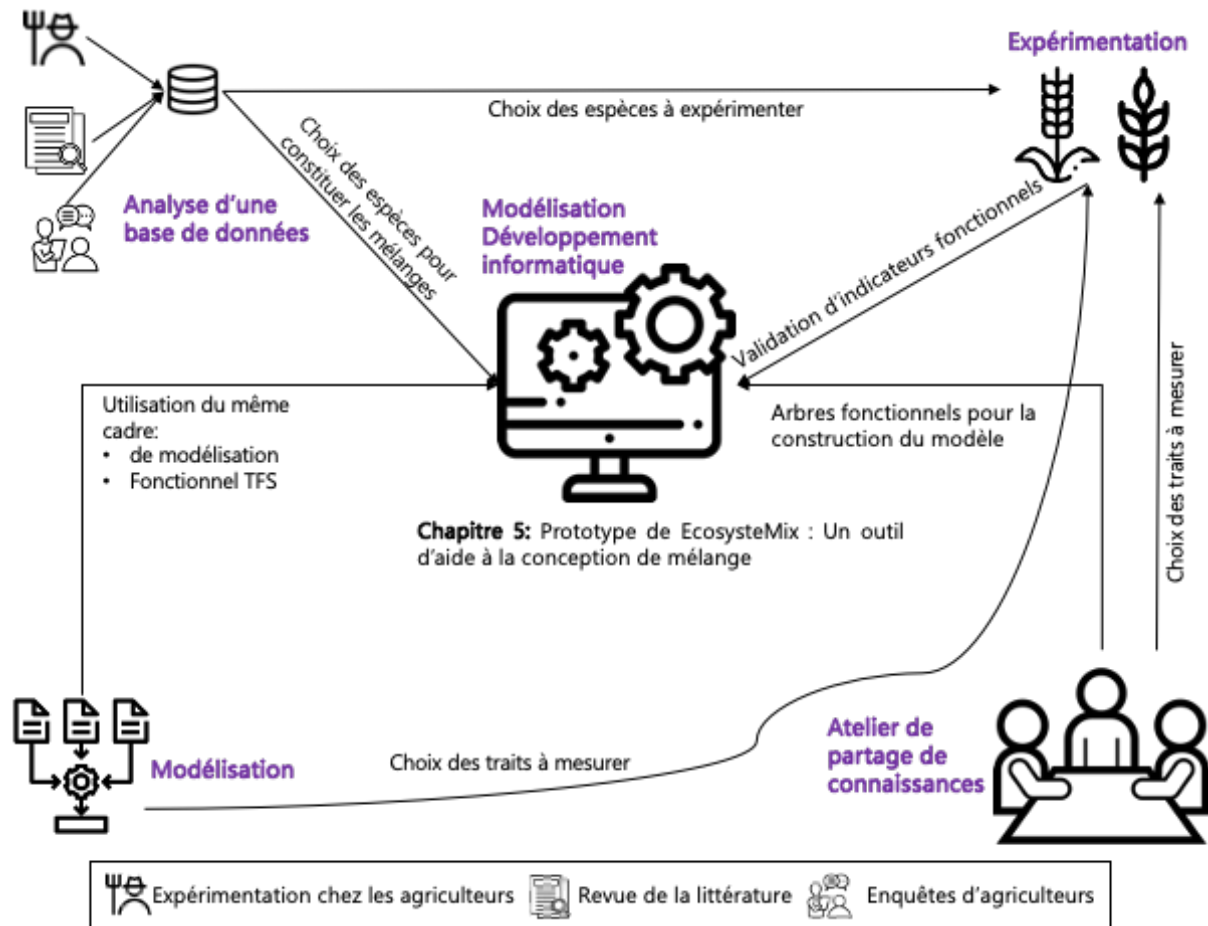 Expérimentation
Choix des espèces à expérimenter
Choix des espèces pour
constituer les mélanges
Analyse d'une
base de données
Modélisation
Développement
informatique
Validation d'indicateurs fonctionnels
Utilisation du même
cadre:
• de modélisation
• Fonctionnel TFS
Arbres fonctionnels pour la
construction du modèle
Choix des traits à mesurer
Chapitre 5: Prototype de EcosysteMix : Un outil
d'aide à la conception de mélange
Modélisation
Choix des traits à mesurer
Atelier de
partage de
connaissances
Expérimentation chez les agriculteurs
Revue de la littérature
Enquêtes d'agriculteurs